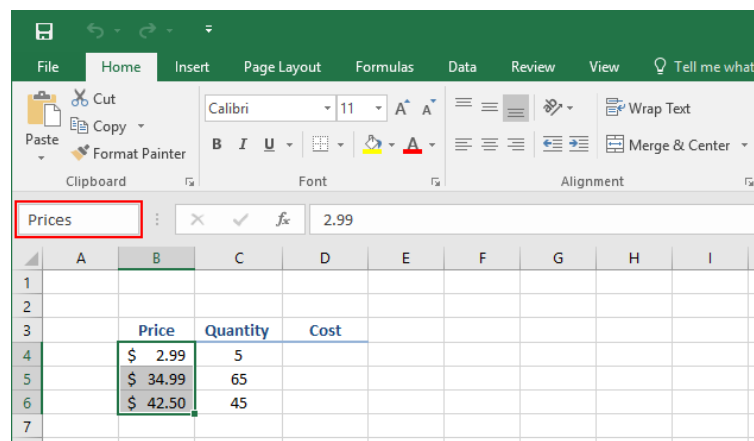 File Home Insert Page Layout Formulas Data Review View Tell me what
Cut
Copy
Format Painter
Paste
Calibri 11 A A
B I U A
Wrap Text
Merge & Center
Clipboard Font Alignment
Prices fx 2.99
A B C D E F G H I
1
2
3 Price Quantity Cost
4 $ 2.99 5
5 $ 34.99 65
6 $ 42.50 45
7